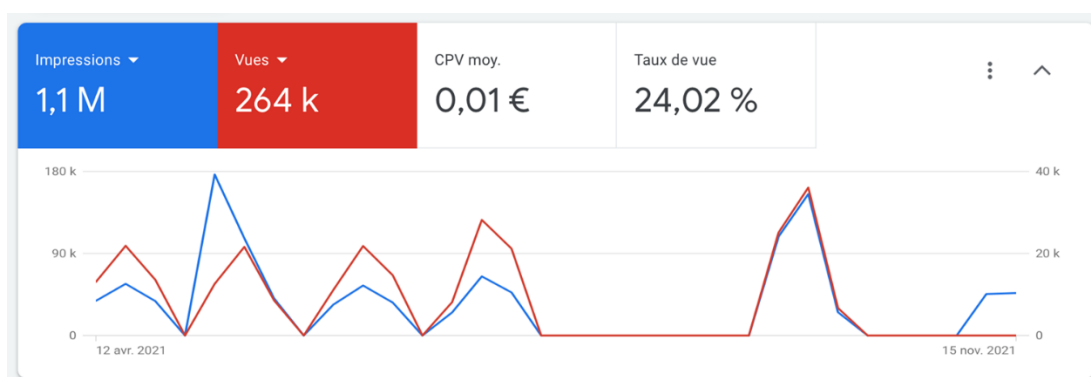 Impressions
Vues
CPV moy.
Taux de vue
1,1 M
264 k
0,01 €
24,02 %
180 k
40 k
90 k
20 k
0
0
12 avr. 2021
15 nov. 2021